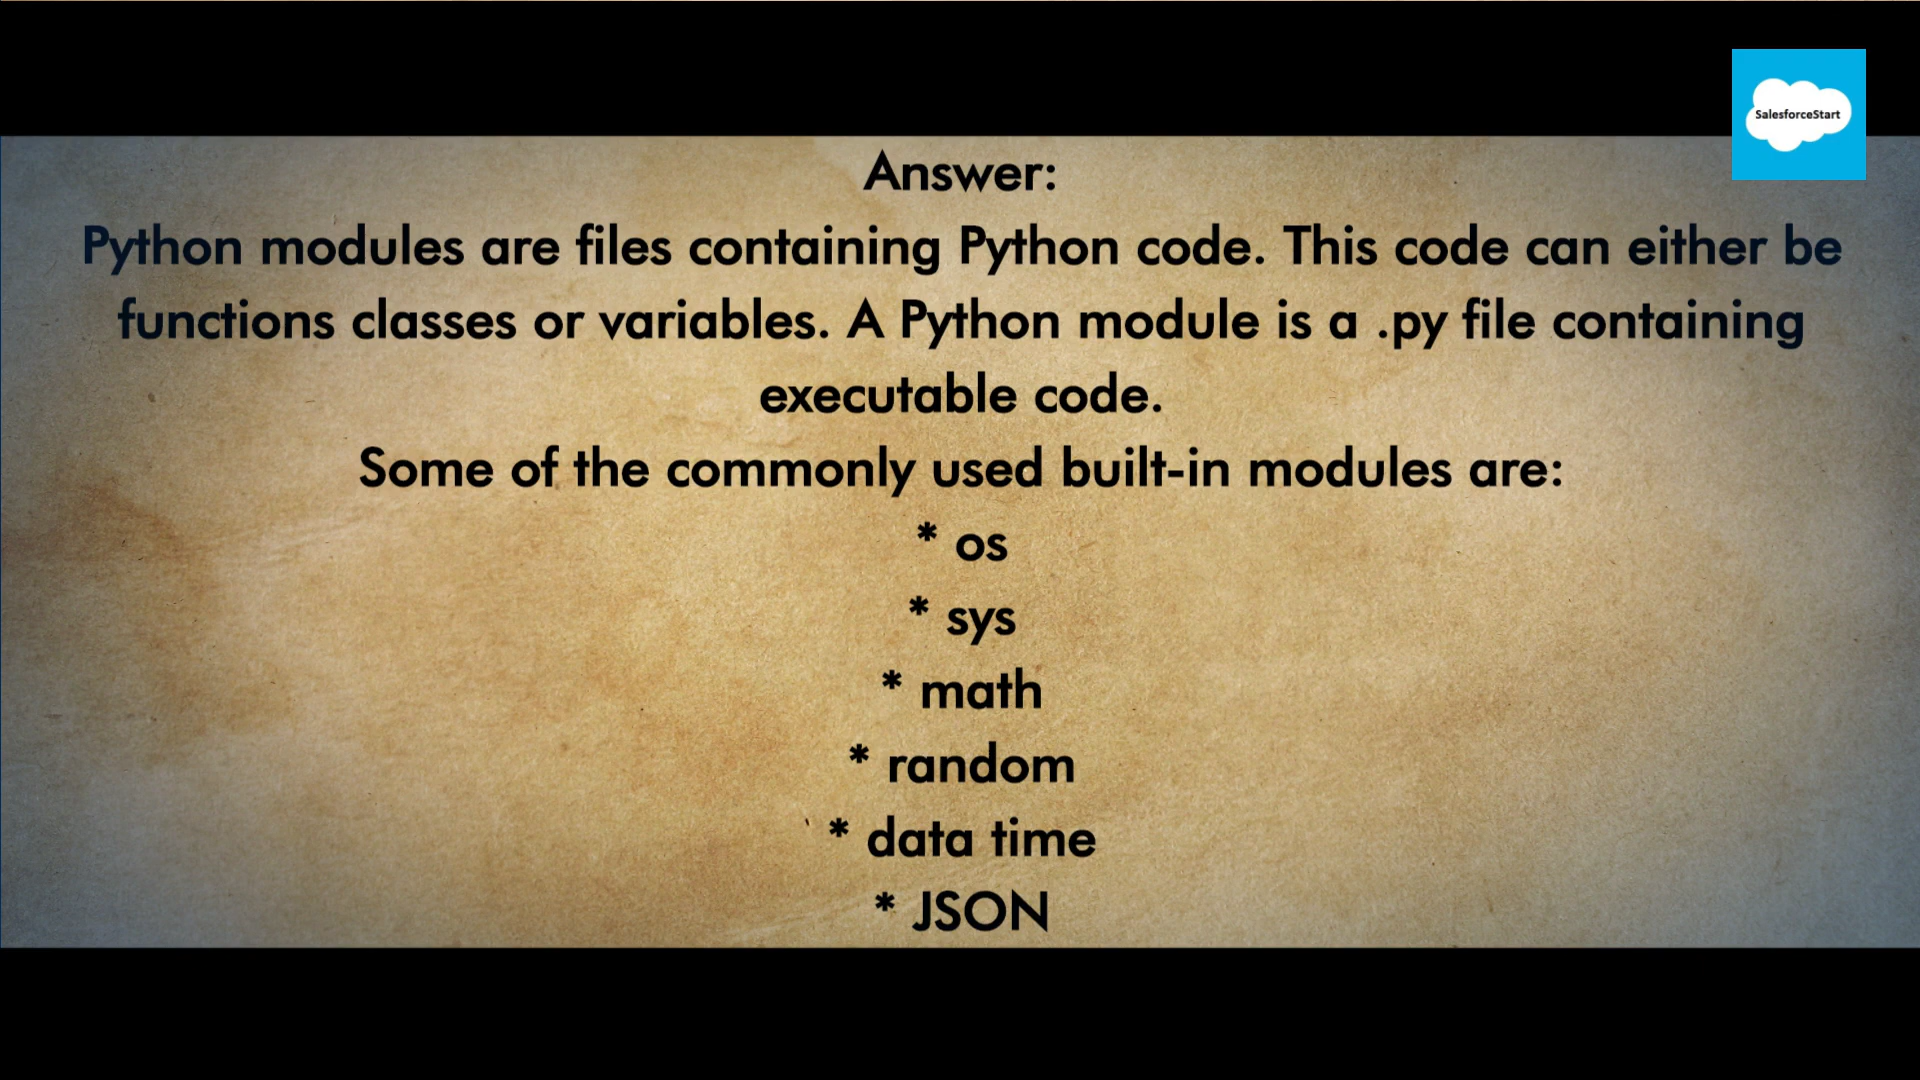 SalesforceStart
Answer:
Python modules are files containing Python code. This code can either be
functions classes or variables. A Python module is a .py file containing
executable code.
Some of the commonly used built-in modules are:
* os
* sys
* math
* random
* data time
* JSON